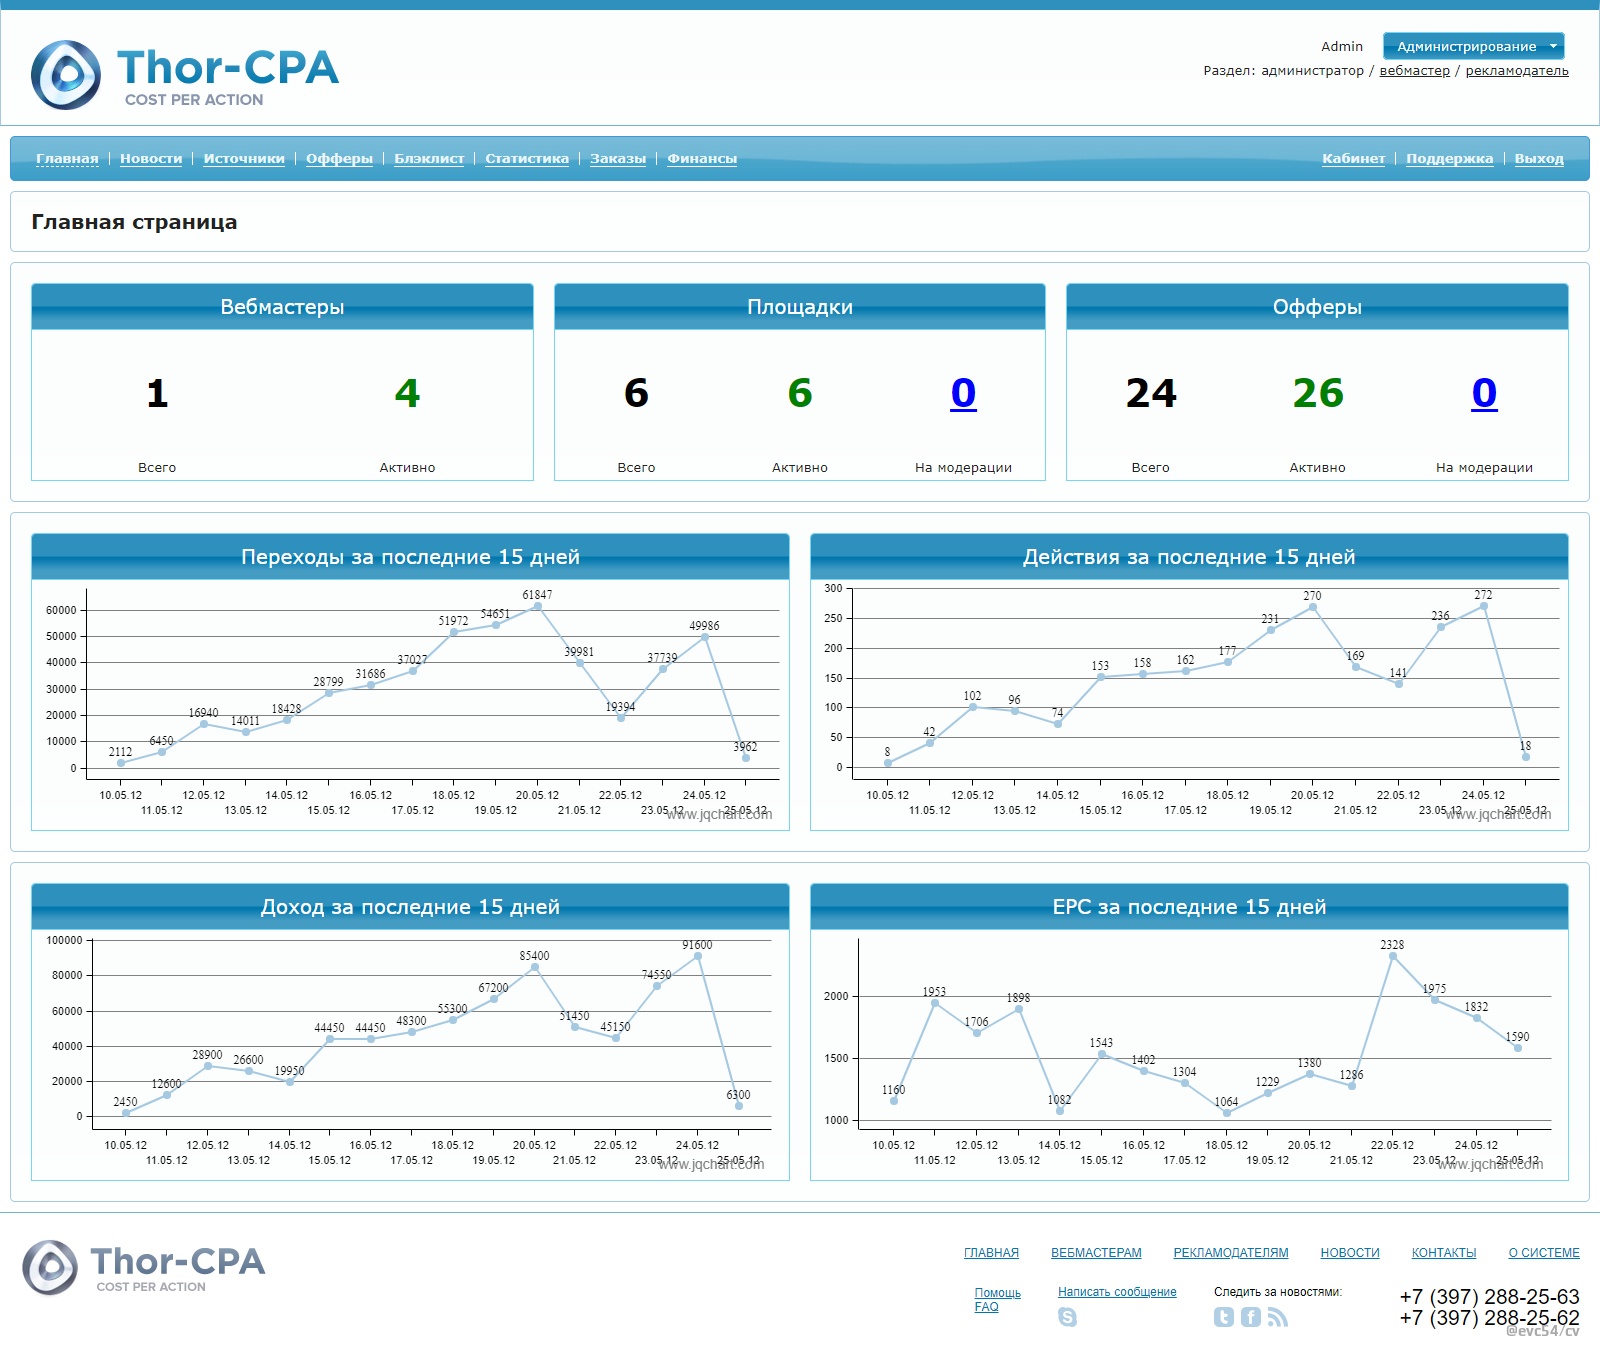 Thor-CPA
COST PER ACTION
Admin
Администрирование
Раздел: администратор / вебмастер / рекламодатель
Главная Новости Источники Офферы Блэклист Статистика Заказы Финансы Кабинет Поддержка Выход
Главная страница
Вебмастеры
1 4
Всего Активно
Площадки
6 6 0
Всего Активно На модерации
Офферы
24 26 0
Всего Активно На модерации
Переходы за последние 15 дней
60000
50000
40000
30000
20000
10000
0
2112 6450 16940 14011 18428 28799 31686 37027 51972 54651 61847 39981 19394 37739 49986 3962
10.05.12 12.05.12 14.05.12 16.05.12 18.05.12 20.05.12 22.05.12 24.05.12
11.05.12 13.05.12 15.05.12 17.05.12 19.05.12 21.05.12 23.05.12 25.05.12
www.jqchart.com
Действия за последние 15 дней
300
250
200
150
100
50
0
8 42 102 96 74 153 158 162 177 231 270 169 141 236 272 18
10.05.12 12.05.12 14.05.12 16.05.12 18.05.12 20.05.12 22.05.12 24.05.12
11.05.12 13.05.12 15.05.12 17.05.12 19.05.12 21.05.12 23.05.12 25.05.12
www.jqchart.com
Доход за последние 15 дней
100000
80000
60000
40000
20000
0
2450 12600 28900 26600 19950 44450 44450 48300 55300 67200 85400 51450 45150 74550 91600 6300
10.05.12 12.05.12 14.05.12 16.05.12 18.05.12 20.05.12 22.05.12 24.05.12
11.05.12 13.05.12 15.05.12 17.05.12 19.05.12 21.05.12 23.05.12 25.05.12
www.jqchart.com
EPC за последние 15 дней
2000
1500
1000
1160 1953 1706 1898 1082 1543 1402 1304 1064 1229 1380 1286 2328 1975 1832 1590
10.05.12 12.05.12 14.05.12 16.05.12 18.05.12 20.05.12 22.05.12 24.05.12
11.05.12 13.05.12 15.05.12 17.05.12 19.05.12 21.05.12 23.05.12 25.05.12
www.jqchart.com
Thor-CPA
COST PER ACTION
ГЛАВНАЯ ВЕБМАСТЕРАМ РЕКЛАМОДАТЕЛЯМ НОВОСТИ КОНТАКТЫ О СИСТЕМЕ
Помощь
FAQ
Написать сообщение
Следить за новостями:
+7 (397) 288-25-63
+7 (397) 288-25-62
@evc54/cv